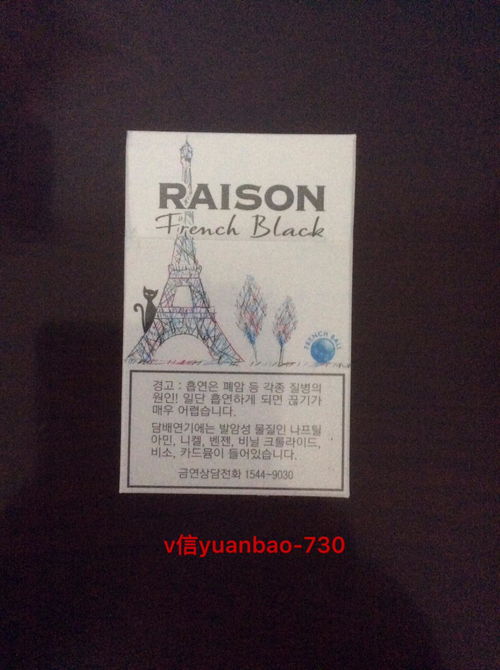 RAISON
French Black
FRENCH BALL
경고 : 흡연은 폐암 등 각종 질병의
원인!! 일단 흡연하게 되면 끊기가
매우 어렵습니다.
담배연기에는 발암성 물질인 나프틸
아민, 니켈, 벤젠, 비닐 크롤라이드,
비소, 카드뮴이 들어있습니다.
금연상담전화 1544-9030
v信yuanbao-730